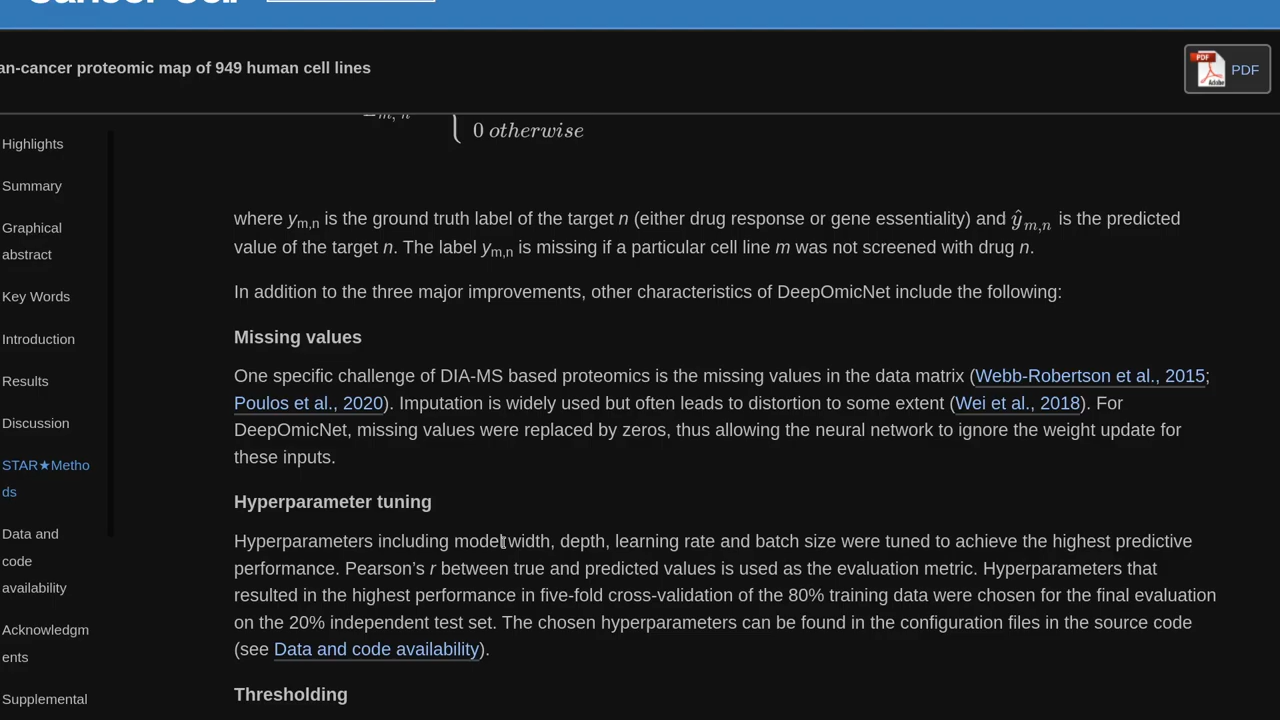 an-cancer proteomic map of 949 human cell lines
PDF
PDF
Adobe
Highlights
Summary
Graphical
abstract
Key Words
Introduction
Results
Discussion
STAR★Metho
ds
Data and
code
availability
Acknowledgm
ents
Supplemental
m, n
0 otherwise
where ym,n is the ground truth label of the target n (either drug response or gene essentiality) and ŷm,n is the predicted
value of the target n. The label ym,n is missing if a particular cell line m was not screened with drug n.
In addition to the three major improvements, other characteristics of DeepOmicNet include the following:
Missing values
One specific challenge of DIA-MS based proteomics is the missing values in the data matrix (Webb-Robertson et al., 2015;
Poulos et al., 2020). Imputation is widely used but often leads to distortion to some extent (Wei et al., 2018). For
DeepOmicNet, missing values were replaced by zeros, thus allowing the neural network to ignore the weight update for
these inputs.
Hyperparameter tuning
Hyperparameters including model width, depth, learning rate and batch size were tuned to achieve the highest predictive
performance. Pearson’s r between true and predicted values is used as the evaluation metric. Hyperparameters that
resulted in the highest performance in five-fold cross-validation of the 80% training data were chosen for the final evaluation
on the 20% independent test set. The chosen hyperparameters can be found in the configuration files in the source code
(see Data and code availability).
Thresholding